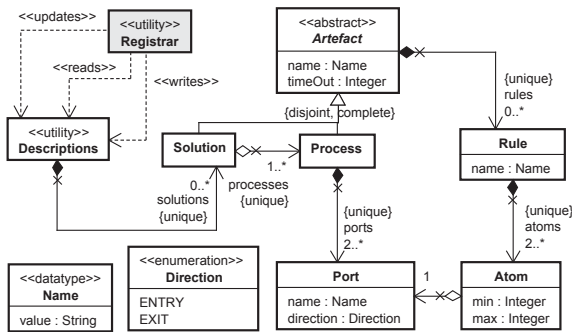 <<updates>>
<<utility>>
Registrar
<<reads>>
<<writes>>
<<utility>>
Descriptions
<<abstract>>
Artefact
name : Name
timeOut : Integer
{disjoint, complete}
{unique}
rules
0..*
Solution
Process
Rule
name : Name
0..*
solutions
{unique}
1..*
processes
{unique}
{unique}
ports
2..*
{unique}
atoms
2..*
<<datatype>>
Name
value : String
<<enumeration>>
Direction
ENTRY
EXIT
Port
name : Name
direction : Direction
1
Atom
min : Integer
max : Integer